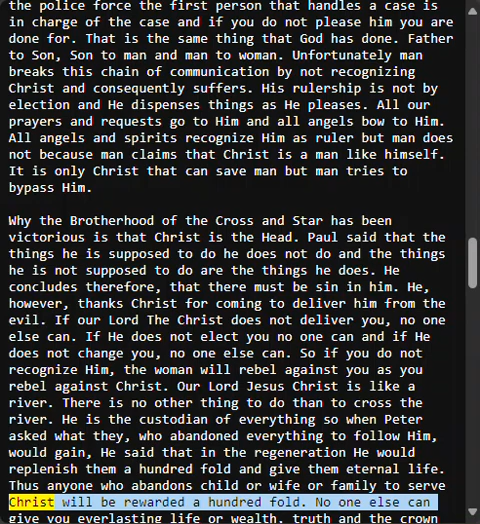 the police force the first person that handles a case is
in charge of the case and if you do not please him you are
done for. That is the same thing that God has done. Father
to Son, Son to man and man to woman. Unfortunately man
breaks this chain of communication by not recognizing
Christ and consequently suffers. His rulership is not by
election and He dispenses things as He pleases. All our
prayers and requests go to Him and all angels bow to Him.
All angels and spirits recognize Him as ruler but man does
not because man claims that Christ is a man like himself.
It is only Christ that can save man but man tries to
bypass Him.

Why the Brotherhood of the Cross and Star has been
victorious is that Christ is the Head. Paul said that the
things he is supposed to do he does not do and the things
he is not supposed to do are the things he does. He
concludes therefore, that there must be sin in him. He,
however, thanks Christ for coming to deliver him from the
evil. If our Lord The Christ does not deliver you, no one
else can. If He does not elect you no one can and if He
does not change you, no one else can. So if you do not
recognize Him, the woman will rebel against you as you
rebel against Christ. Our Lord Jesus Christ is like a
river. There is no other thing to do than to cross the
river. He is the custodian of everything so when Peter
asked what they, who abandoned everything to follow Him,
would gain, He said that in the regeneration He would
replenish them a hundred fold and give them eternal life.
Thus anyone who abandons child or wife or family to serve
Christ will be rewarded a hundred fold. No one else can
give you everlasting life or wealth, truth and the crown